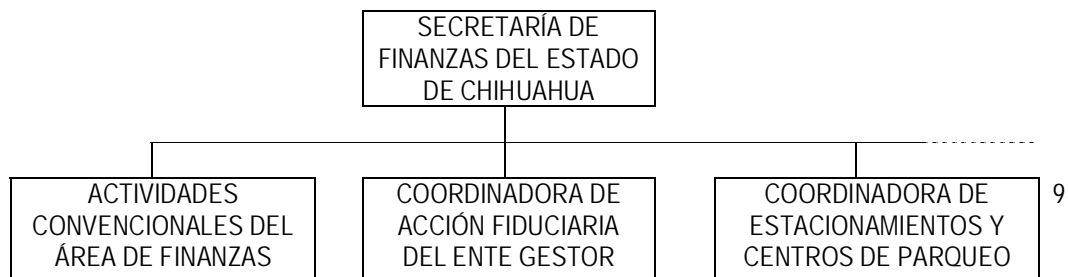 SECRETARÍA DE
FINANZAS DEL ESTADO
DE CHIHUAHUA
ACTIVIDADES
CONVENCIONALES DEL
ÁREA DE FINANZAS
COORDINADORA DE
ACCIÓN FIDUCIARIA
DEL ENTE GESTOR
COORDINADORA DE
ESTACIONAMIENTOS Y
CENTROS DE PARQUEO
9